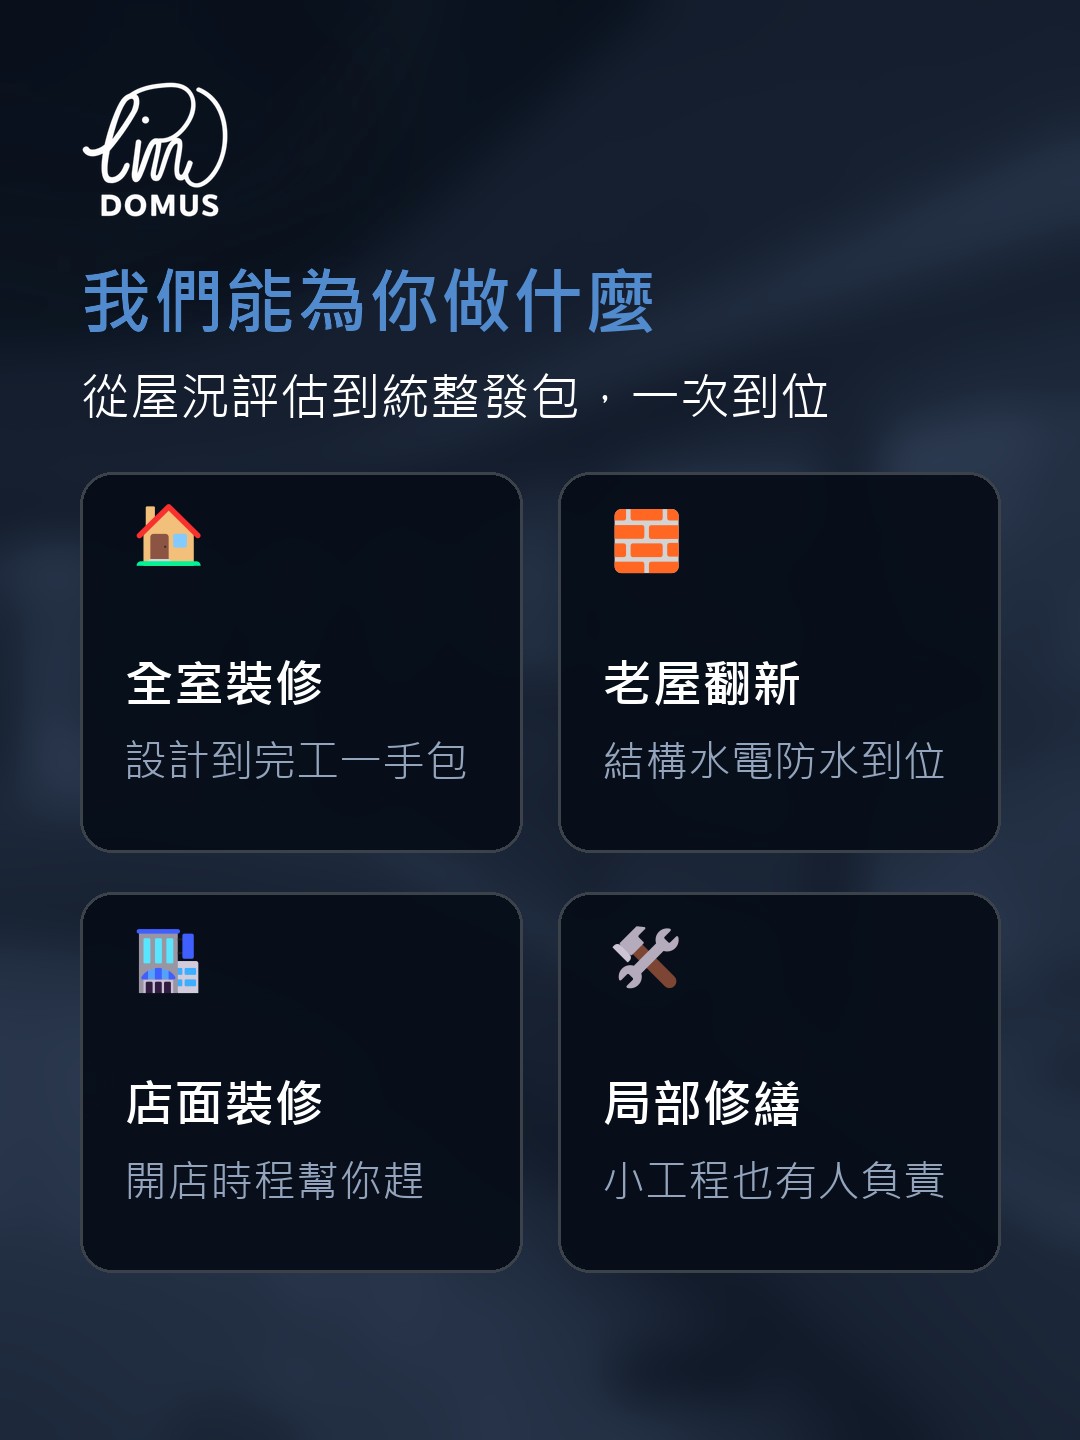 lim
DOMUS
我們能為你做什麼
從屋況評估到統整發包，一次到位
全室裝修
設計到完工一手包
老屋翻新
結構水電防水到位
店面裝修
開店時程幫你趕
局部修繕
小工程也有人負責